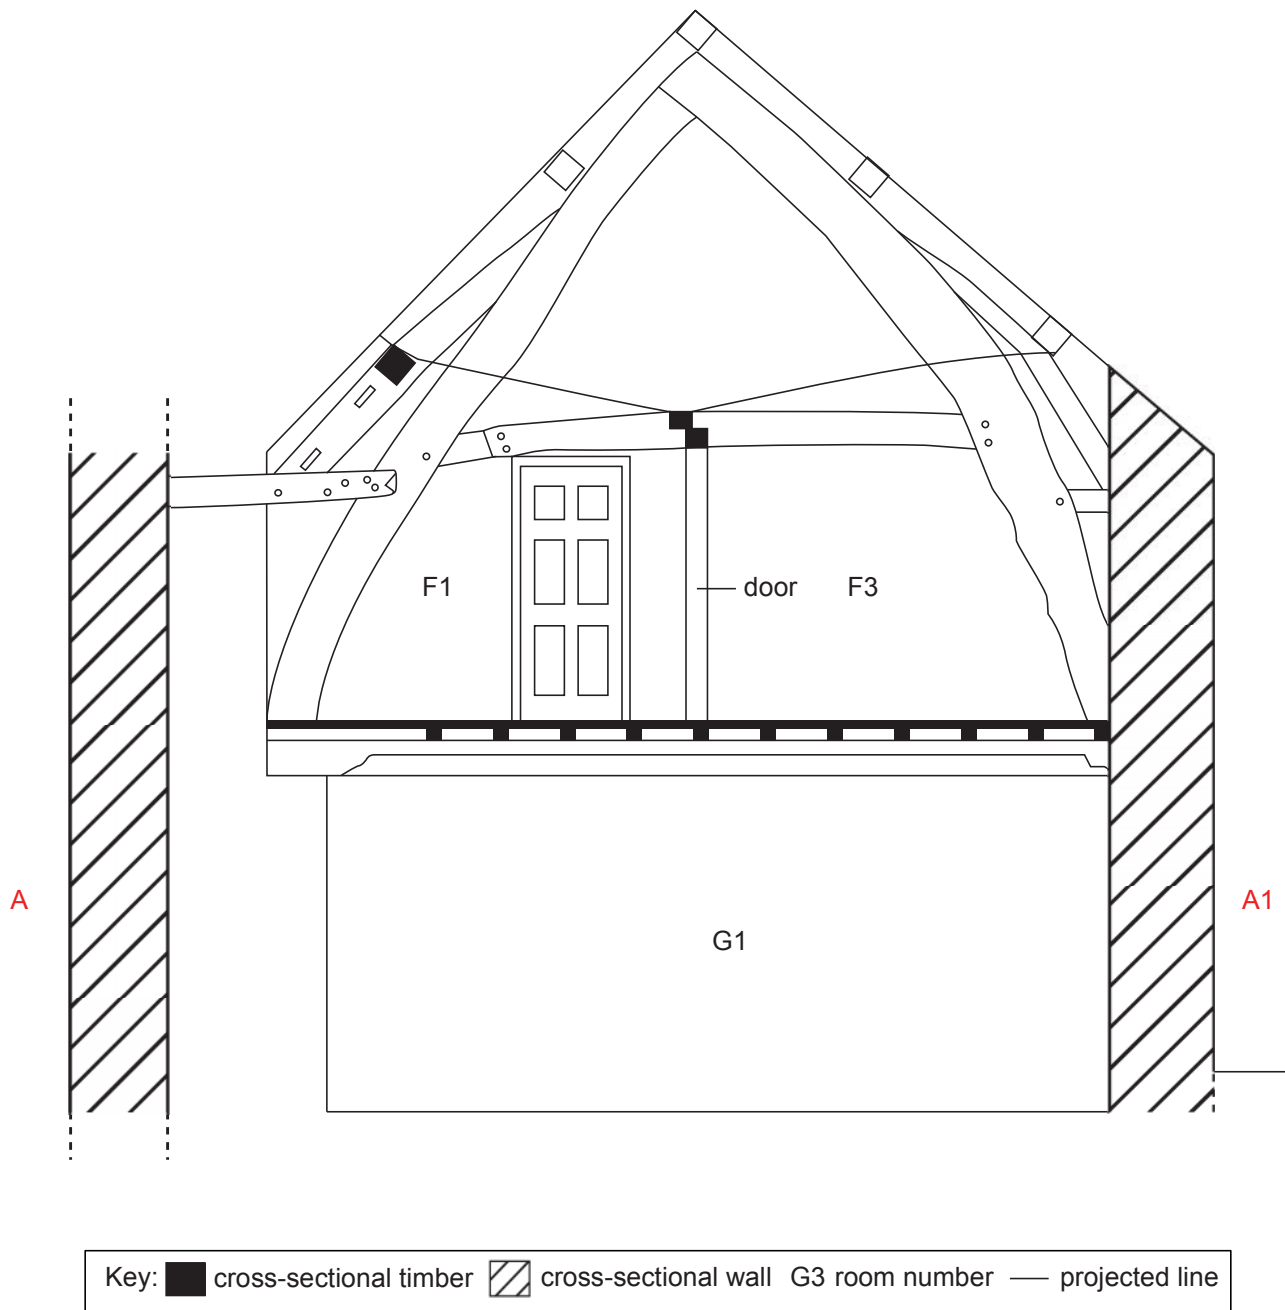 F1
door
F3
A
A1
G1
Key: cross-sectional timber cross-sectional wall G3 room number projected line